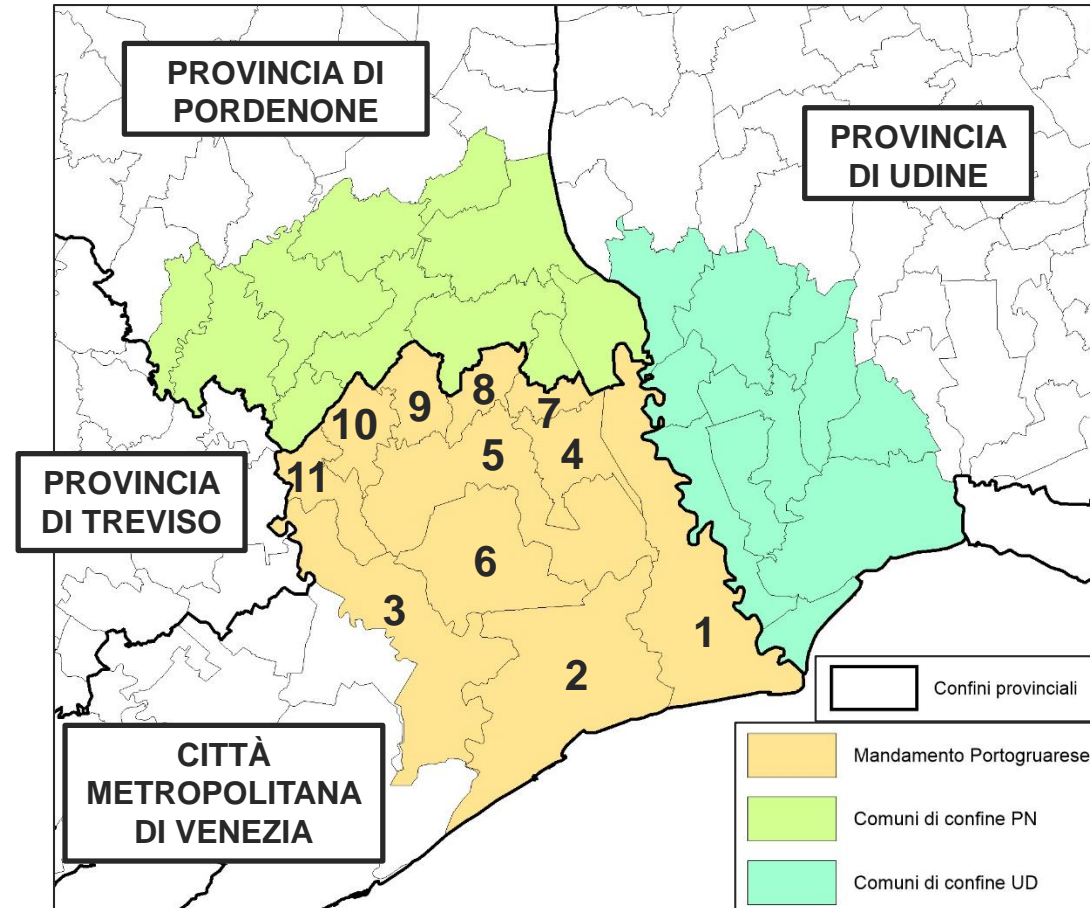 PROVINCIA DI
PORDENONE
PROVINCIA
DI UDINE
8
9
7
10
5
4
11
PROVINCIA
DI TREVISO
6
3
1
2
Confini provinciali
CITTÀ
METROPOLITANA
DI VENEZIA
Mandamento Portogruarese
Comuni di confine PN
Comuni di confine UD